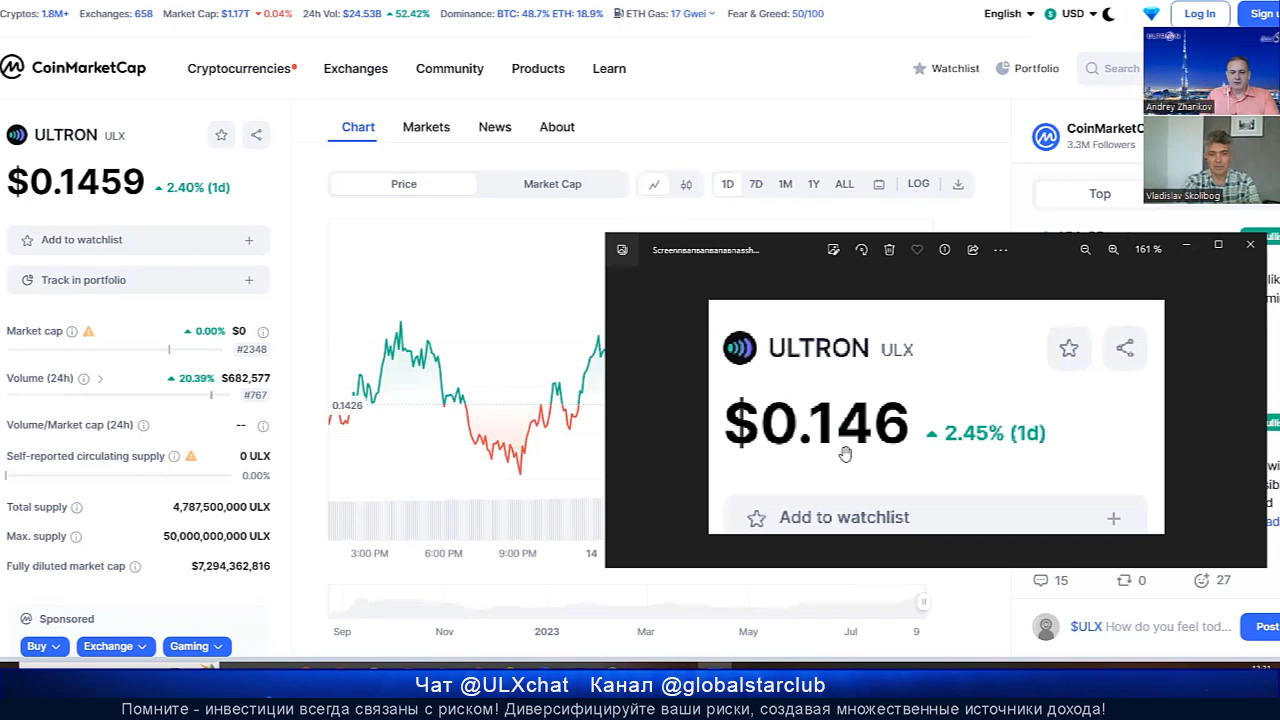 Cryptos: 1.8M+ Exchanges: 658 Market Cap: $1.17T 0.04% 24h Vol: $24.53B 52.42% Dominance: BTC: 48.7% ETH: 18.9% ETH Gas: 17 Gwei Fear & Greed: 50/100 English USD Log In Sign
CoinMarketCap Cryptocurrencies Exchanges Community Products Learn Watchlist Portfolio Search
ULTRON
Andrey Zharikov
Vladislav Skolibog
ULTRON ULX
$0.1459 2.40% (1d)
Add to watchlist
Track in portfolio
Market cap 0.00% $0
#2348
Volume (24h) 20.39% $682,577
#767
Volume/Market cap (24h) --
Self-reported circulating supply 0 ULX
0.00%
Total supply 4,787,500,000 ULX
Max. supply 50,000,000,000 ULX
Fully diluted market cap $7,294,362,816
Sponsored
Buy Exchange Gaming
Chart Markets News About
Price Market Cap 1D 7D 1M 1Y ALL LOG
0.1426
3:00 PM 6:00 PM 9:00 PM 14
Sep Nov 2023 Mar May Jul 9
CoinMarketC
3.3M Followers
Top
161 %
ULTRON ULX
$0.146 2.45% (1d)
Add to watchlist
15 0 27
$ULX How do you feel tod... Post
Чат @ULXchat Канал @globalstarclub
Помните - инвестиции всегда связаны с риском! Диверсифицируйте ваши риски, создавая множественные источники дохода!